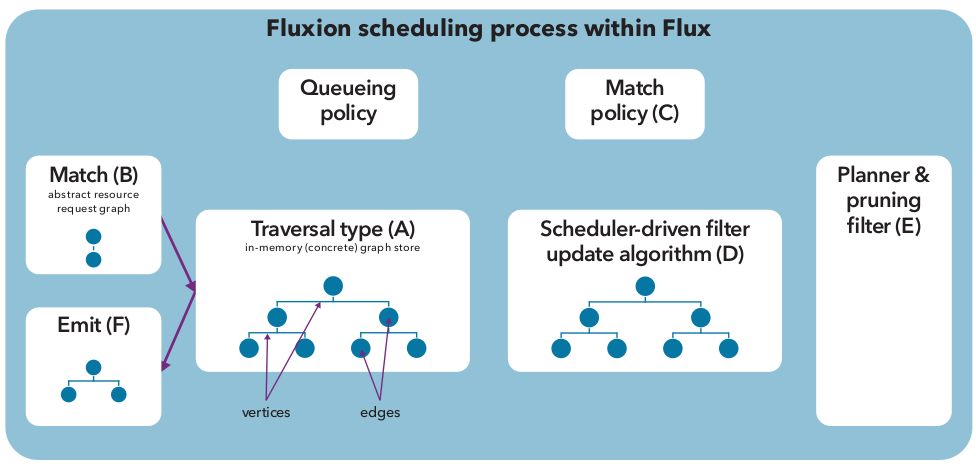 Fluxion scheduling process within Flux
Queueing
policy
Match
policy (C)
Match (B)
abstract resource
request graph
Emit (F)
Traversal type (A)
in-memory (concrete) graph store
vertices
edges
Scheduler-driven filter
update algorithm (D)
Planner &
pruning
filter (E)